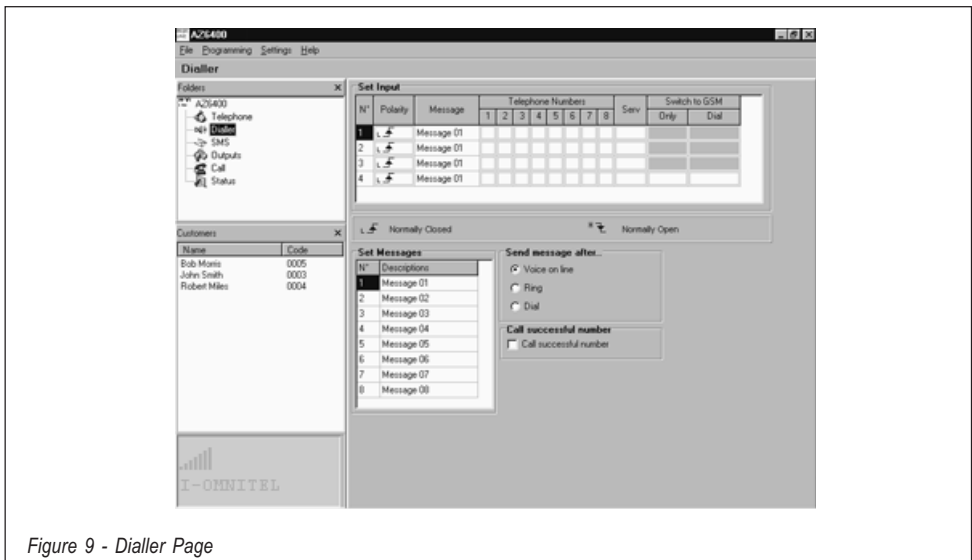 AZ6400
File Programming Settings Help
Dialler
Folders
AZ6400
Telephone
Dialler
SMS
Outputs
Call
Status
Customers
Name Code
Bob Morris 0005
John Smith 0003
Robert Miles 0004
I-OMNITEL
Set Input
N° Polarity Message Telephone Numbers Serv Switch to GSM
1 2 3 4 5 6 7 8 Only Dial
1 Message 01
2 Message 01
3 Message 01
4 Message 01
Normally Closed Normally Open
Set Messages
N° Descriptions
1 Message 01
2 Message 02
3 Message 03
4 Message 04
5 Message 05
6 Message 06
7 Message 07
8 Message 08
Send message after...
Voice on line
Ring
Dial
Call successful number
Call successful number
Figure 9 - Dialler Page